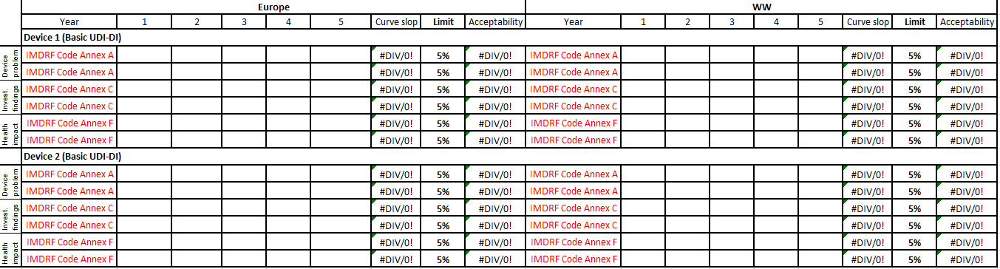 Europe WW
Year 1 2 3 4 5 Curve slop Limit Acceptability Year 1 2 3 4 5 Curve slop Limit Acceptability
Device 1 (Basic UDI-DI)
Device problem
IMDRF Code Annex A #DIV/0! 5% #DIV/0! IMDRF Code Annex A #DIV/0! 5% #DIV/0!
IMDRF Code Annex A #DIV/0! 5% #DIV/0! IMDRF Code Annex A #DIV/0! 5% #DIV/0!
Invest. findings
IMDRF Code Annex C #DIV/0! 5% #DIV/0! IMDRF Code Annex C #DIV/0! 5% #DIV/0!
IMDRF Code Annex C #DIV/0! 5% #DIV/0! IMDRF Code Annex C #DIV/0! 5% #DIV/0!
Health impact
IMDRF Code Annex F #DIV/0! 5% #DIV/0! IMDRF Code Annex F #DIV/0! 5% #DIV/0!
IMDRF Code Annex F #DIV/0! 5% #DIV/0! IMDRF Code Annex F #DIV/0! 5% #DIV/0!
Device 2 (Basic UDI-DI)
Device problem
IMDRF Code Annex A #DIV/0! 5% #DIV/0! IMDRF Code Annex A #DIV/0! 5% #DIV/0!
IMDRF Code Annex A #DIV/0! 5% #DIV/0! IMDRF Code Annex A #DIV/0! 5% #DIV/0!
Invest. findings
IMDRF Code Annex C #DIV/0! 5% #DIV/0! IMDRF Code Annex C #DIV/0! 5% #DIV/0!
IMDRF Code Annex C #DIV/0! 5% #DIV/0! IMDRF Code Annex C #DIV/0! 5% #DIV/0!
Health impact
IMDRF Code Annex F #DIV/0! 5% #DIV/0! IMDRF Code Annex F #DIV/0! 5% #DIV/0!
IMDRF Code Annex F #DIV/0! 5% #DIV/0! IMDRF Code Annex F #DIV/0! 5% #DIV/0!